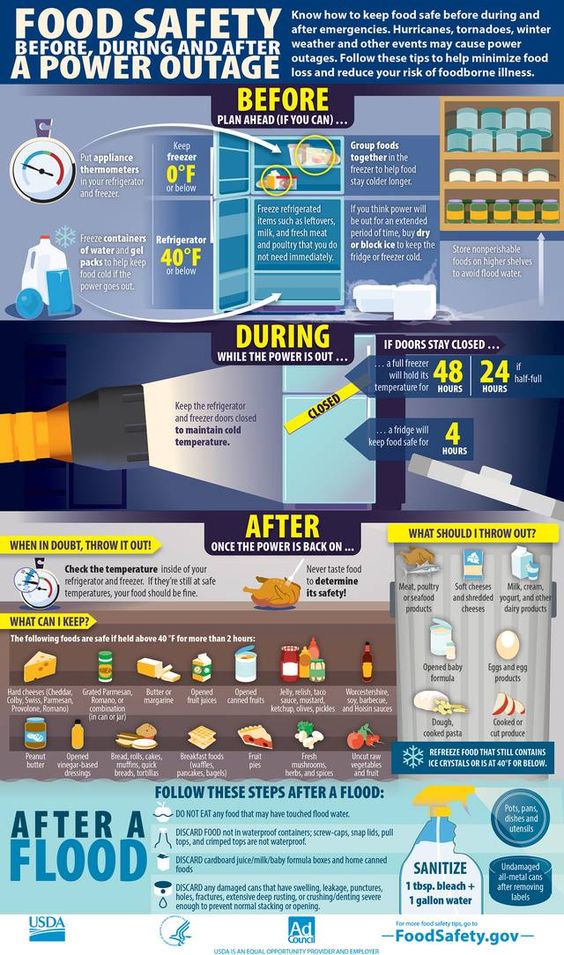 FOOD SAFETY
BEFORE, DURING AND AFTER
A POWER OUTAGE
Know how to keep food safe before during and
after emergencies. Hurricanes, tornadoes, winter
weather and other events may cause power
outages. Follow these tips to help minimize food
loss and reduce your risk of foodborne illness.
BEFORE
PLAN AHEAD (IF YOU CAN) ...
Put appliance
thermometers
in your refrigerator
and freezer.
Keep
freezer
0°F
or below
Group foods
together in the
freezer to help food
stay colder longer.
Freeze containers
of water and gel
packs to help keep
food cold if the
power goes out.
Refrigerator
40°F
or below
Freeze refrigerated
items such as leftovers,
milk, and fresh meat
and poultry that you do
not need immediately.
If you think power will
be out for an extended
period of time, buy dry
or block ice to keep the
fridge or freezer cold.
Store nonperishable
foods on higher shelves
to avoid flood water.
DURING
WHILE THE POWER IS OUT ...
IF DOORS STAY CLOSED ...
... a full freezer
will hold its
temperature for
48
HOURS
24
HOURS
if
half-full
Keep the refrigerator
and freezer doors closed
to maintain cold
temperature.
CLOSED
... a fridge will
keep food safe for
4
HOURS
AFTER
ONCE THE POWER IS BACK ON ...
WHEN IN DOUBT, THROW IT OUT!
Check the temperature inside of your
refrigerator and freezer. If they're still at safe
temperatures, your food should be fine.
Never taste food
to determine
its safety!
WHAT CAN I KEEP?
The following foods are safe if held above 40 °F for more than 2 hours:
Hard cheeses (Cheddar,
Colby, Swiss, Parmesan,
Provolone, Romano)
Grated Parmesan,
Romano, or
combination
(in can or jar)
Butter or
margarine
Opened
fruit juices
Opened
canned fruits
Jelly, relish, taco
sauce, mustard,
ketchup, olives, pickles
Worcestershire,
soy, barbecue,
and Hoisin sauces
Peanut
butter
Opened
vinegar-based
dressings
Bread, rolls, cakes,
muffins, quick
breads, tortillas
Breakfast foods
(waffles,
pancakes, bagels)
Fruit
pies
Fresh
mushrooms,
herbs, and spices
Uncut raw
vegetables
and fruit
WHAT SHOULD I THROW OUT?
Meat, poultry
or seafood
products
Soft cheeses
and shredded
cheeses
Milk, cream,
yogurt, and other
dairy products
Opened baby
formula
Eggs and egg
products
Dough,
cooked pasta
Cooked or
cut produce
REFREEZE FOOD THAT STILL CONTAINS
ICE CRYSTALS OR IS AT 40°F OR BELOW.
AFTER A
FLOOD
FOLLOW THESE STEPS AFTER A FLOOD:
DO NOT EAT any food that may have touched flood water.
DISCARD FOOD not in waterproof containers; screw-caps, snap lids, pull
tops, and crimped tops are not waterproof.
DISCARD cardboard juice/milk/baby formula boxes and home canned
foods
DISCARD any damaged cans that have swelling, leakage, punctures,
holes, fractures, extensive deep rusting, or crushing/denting severe
enough to prevent normal stacking or opening.
SANITIZE
1 tbsp. bleach +
1 gallon water
Pots, pans,
dishes and
utensils
Undamaged
all-metal cans
after removing
labels
USDA
Ad
Council
For more food safety tips, go to
FoodSafety.gov
USDA IS AN EQUAL OPPORTUNITY PROVIDER AND EMPLOYER